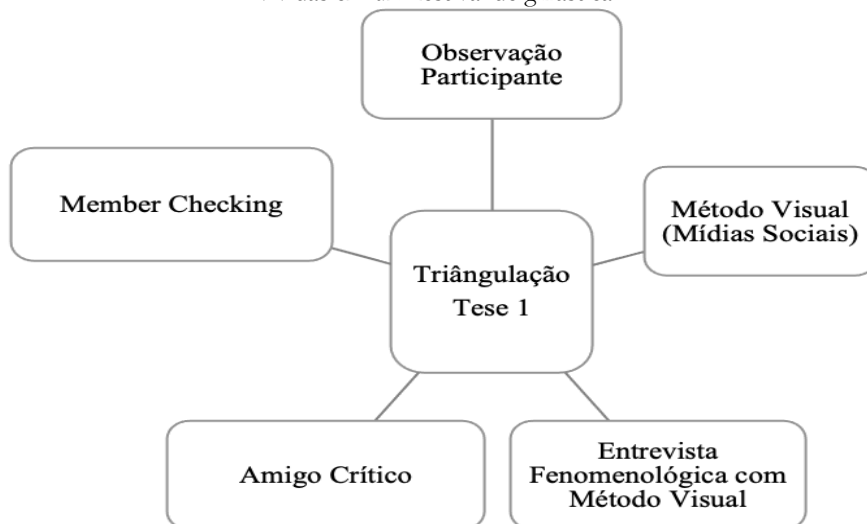 Observação
Participante
Member Checking
Método Visual
(Mídias Sociais)
Triângulação
Tese 1
Amigo Crítico
Entrevista
Fenomenológica com
Método Visual